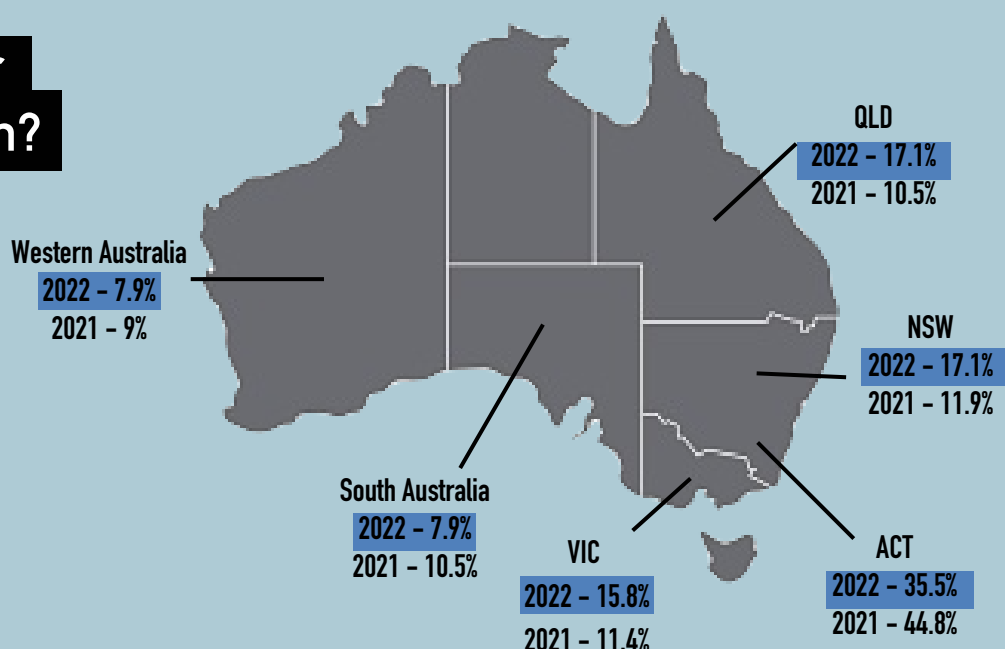 n?
QLD
2022 – 17.1%
2021 – 10.5%
Western Australia
2022 – 7.9%
2021 – 9%
NSW
2022 – 17.1%
2021 – 11.9%
South Australia
2022 – 7.9%
2021 – 10.5%
VIC
2022 – 15.8%
2021 – 11.4%
ACT
2022 – 35.5%
2021 – 44.8%